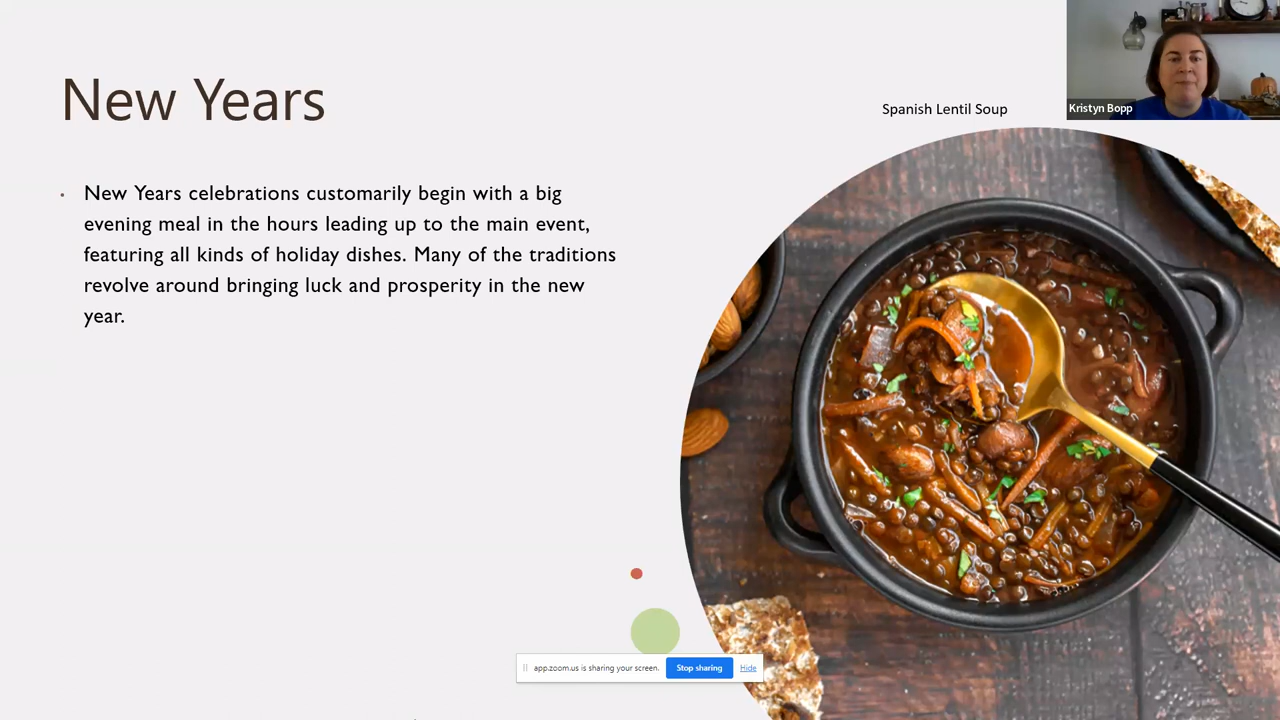 New Years
Spanish Lentil Soup
Kristyn Bopp
New Years celebrations customarily begin with a big
evening meal in the hours leading up to the main event,
featuring all kinds of holiday dishes. Many of the traditions
revolve around bringing luck and prosperity in the new
year.
app.zoom.us is sharing your screen.
Stop sharing
Hide